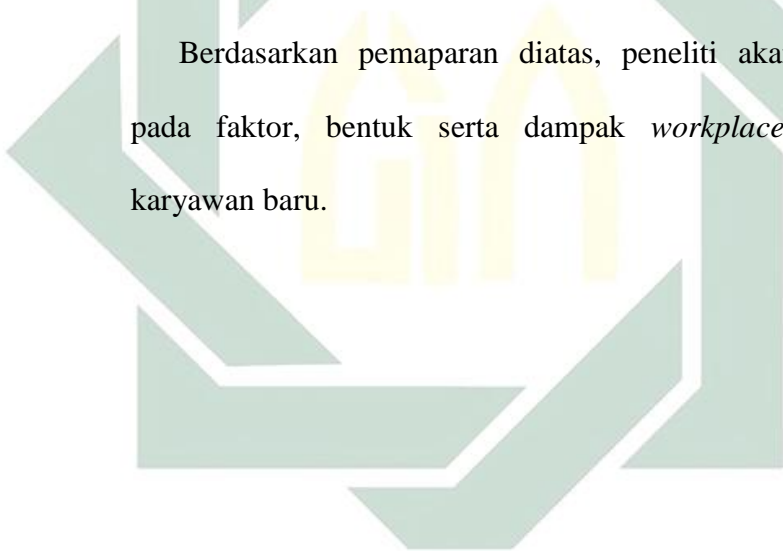 Berdasarkan pemaparan diatas, peneliti aka
pada faktor, bentuk serta dampak workplace
karyawan baru.